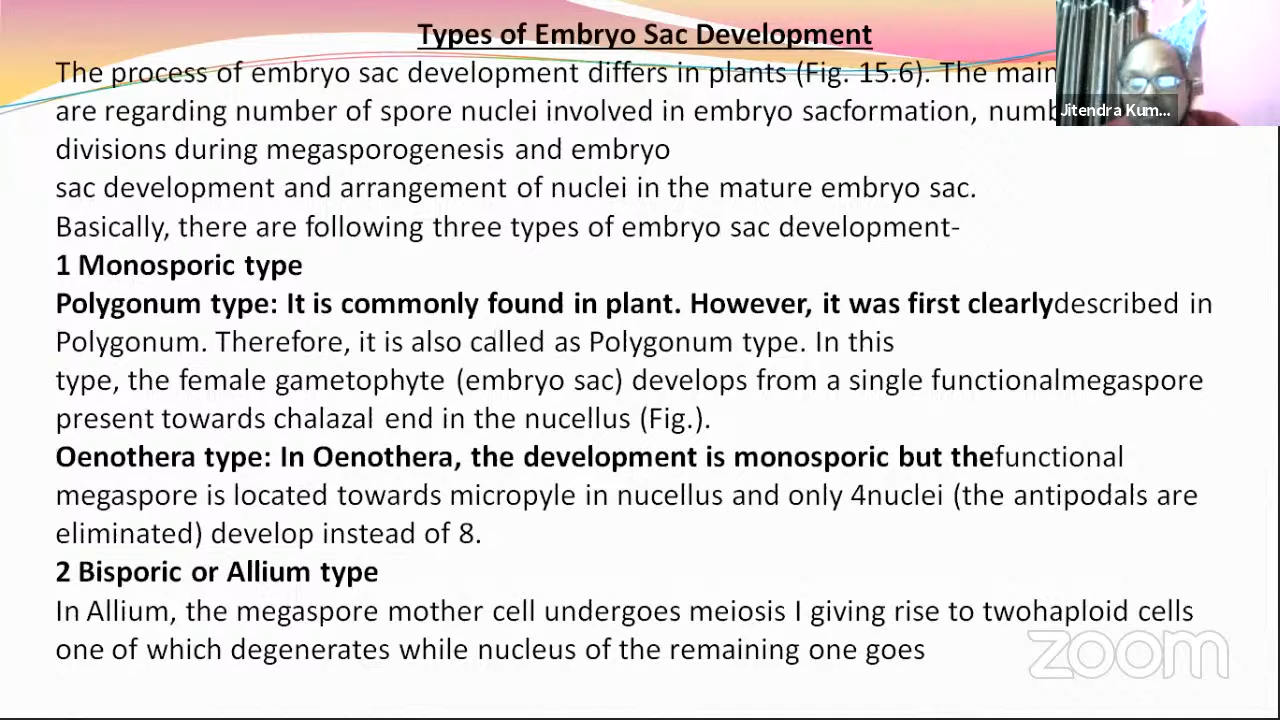 Types of Embryo Sac Development
The process of embryo sac development differs in plants (Fig. 15.6). The main
are regarding number of spore nuclei involved in embryo sacformation,
divisions during megasporogenesis and embryo
sac development and arrangement of nuclei in the mature embryo sac.
Basically, there are following three types of embryo sac development-
1 Monosporic type
Polygonum type: It is commonly found in plant. However, it was first clearlydescribed in
Polygonum. Therefore, it is also called as Polygonum type. In this
type, the female gametophyte (embryo sac) develops from a single functionalmegaspore
present towards chalazal end in the nucellus (Fig.).
Oenothera type: In Oenothera, the development is monosporic but thefunctional
megaspore is located towards micropyle in nucellus and only 4nuclei (the antipodals are
eliminated) develop instead of 8.
2 Bisporic or Allium type
In Allium, the megaspore mother cell undergoes meiosis I giving rise to twohaploid cells
one of which degenerates while nucleus of the remaining one goes
Jitendra Kum...
zoom